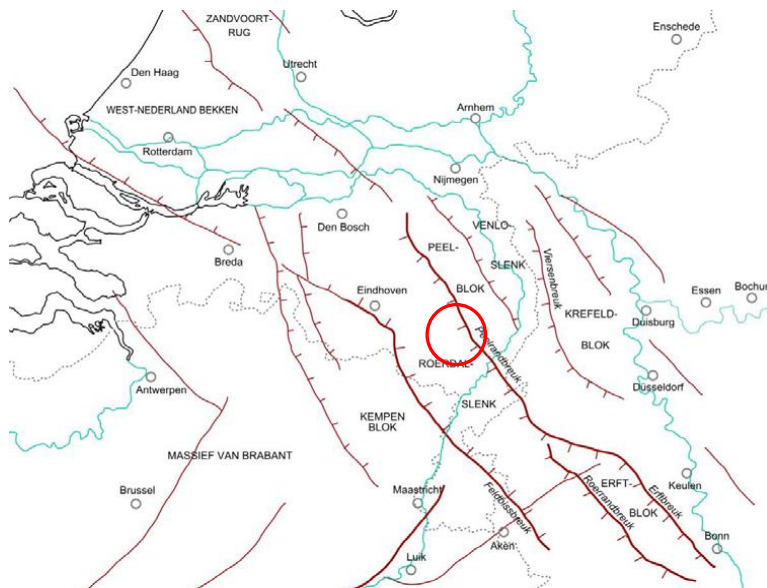 ZANDVOORT-
RUG
Enschede
Utrecht
Den Haag
WEST-NEDERLAND BEKKEN
Arnhem
Rotterdam
Nijmegen
Den Bosch
VENLO-
SLENK
PEEL-
BLOK
Breda
Viersenbreuk
Eindhoven
Essen
Bochum
KREFELD-
BLOK
Duisburg
Peelrandbreuk
ROERDAL-
SLENK
Düsseldorf
Antwerpen
KEMPEN
BLOK
MASSIEF VAN BRABANT
Brussel
Maastricht
Feldbissbreuk
Roerrandbreuk
ERFT-
BLOK
Erftbreuk
Keulen
Aken
Bonn
Luik